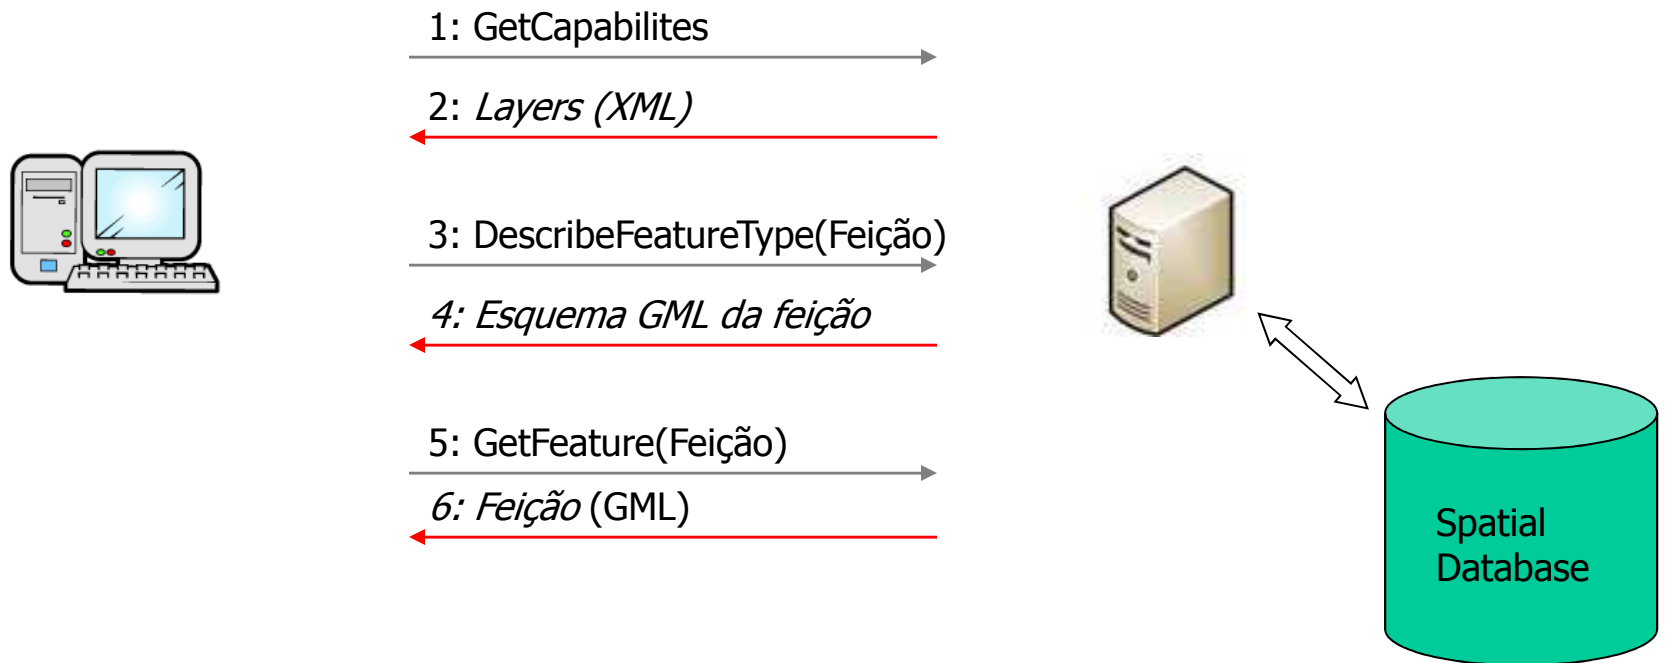 1: GetCapabilites
2: Layers (XML)
3: DescribeFeatureType(Feição)
4: Esquema GML da feição
5: GetFeature(Feição)
6: Feição (GML)
Spatial
Database